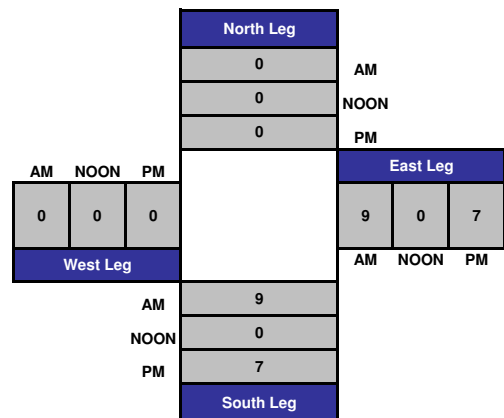 North Leg
0 AM
0 NOON
0 PM
AM NOON PM East Leg
0 0 0 9 0 7
West Leg AM NOON PM
AM 9
NOON 0
PM 7
South Leg